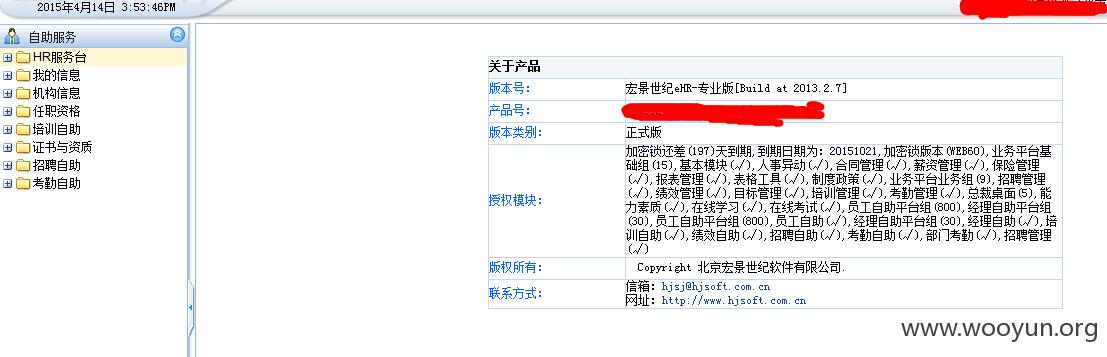 2015年4月14日 3:53:46PM
自助服务
HR服务台
我的信息
机构信息
任职资格
培训自助
证书与资质
招聘自助
考勤自助
关于产品
版本号: 宏景世纪eHR-专业版[Build at 2013.2.7]
产品号:
版本类别: 正式版
授权模块:
加密锁还差(197)天到期,到期日期为: 20151021,加密锁版本(WEB60),业务平台基
础组(15),基本模块(√),人事异动(√),合同管理(√),薪资管理(√),保险管理
(√),报表管理(√),表格工具(√),制度政策(√),业务平台业务组(9),招聘管理
(√),绩效管理(√),目标管理(√),培训管理(√),考勤管理(√),总裁桌面(5),能
力素质(√),在线学习(√),在线考试(√),员工自助平台组(800),经理自助平台组
(30),员工自助平台组(800),员工自助(√),经理自助平台组(30),经理自助(√),培
训自助(√),绩效自助(√),招聘自助(√),考勤自助(√),部门考勤(√),招聘管理
(√)
版权所有: Copyright 北京宏景世纪软件有限公司.
联系方式:
信箱: hjsj@hjsoft.com.cn
网址: http://www.hjsoft.com.cn
www.wooyun.org